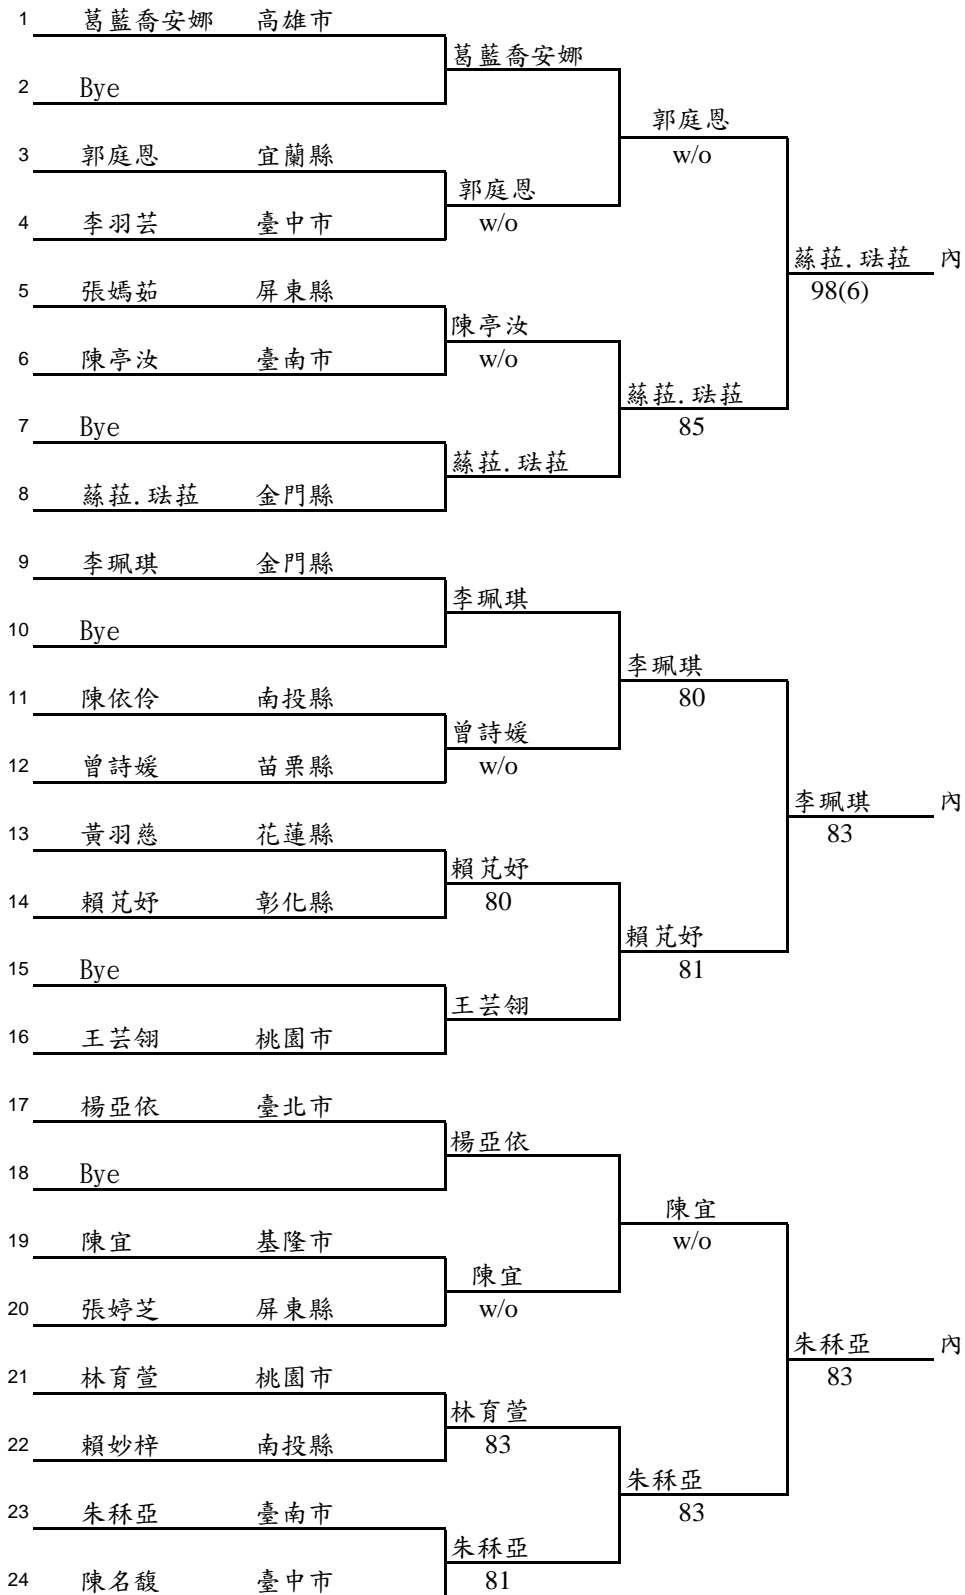 1 葛藍喬安娜 高雄市
葛藍喬安娜
2 Bye
郭庭恩
w/o
3 郭庭恩 宜蘭縣
郭庭恩
w/o
4 李羽芸 臺中市
蕬菈.琺菈 內
98(6)
5 張嫣茹 屏東縣
陳亭汝
w/o
6 陳亭汝 臺南市
蕬菈.琺菈
85
7 Bye
蕬菈.琺菈
8 蕬菈.琺菈 金門縣
9 李珮琪 金門縣
李珮琪
10 Bye
李珮琪
80
11 陳依伶 南投縣
曾詩媛
w/o
12 曾詩媛 苗栗縣
李珮琪 內
83
13 黃羽慈 花蓮縣
賴芃妤
80
14 賴芃妤 彰化縣
賴芃妤
81
15 Bye
王芸翎
16 王芸翎 桃園市
17 楊亞依 臺北市
楊亞依
18 Bye
陳宜
w/o
19 陳宜 基隆市
陳宜
w/o
20 張婷芝 屏東縣
朱秝亞 內
83
21 林育萱 桃園市
林育萱
83
22 賴妙梓 南投縣
朱秝亞
83
23 朱秝亞 臺南市
朱秝亞
81
24 陳名馥 臺中市